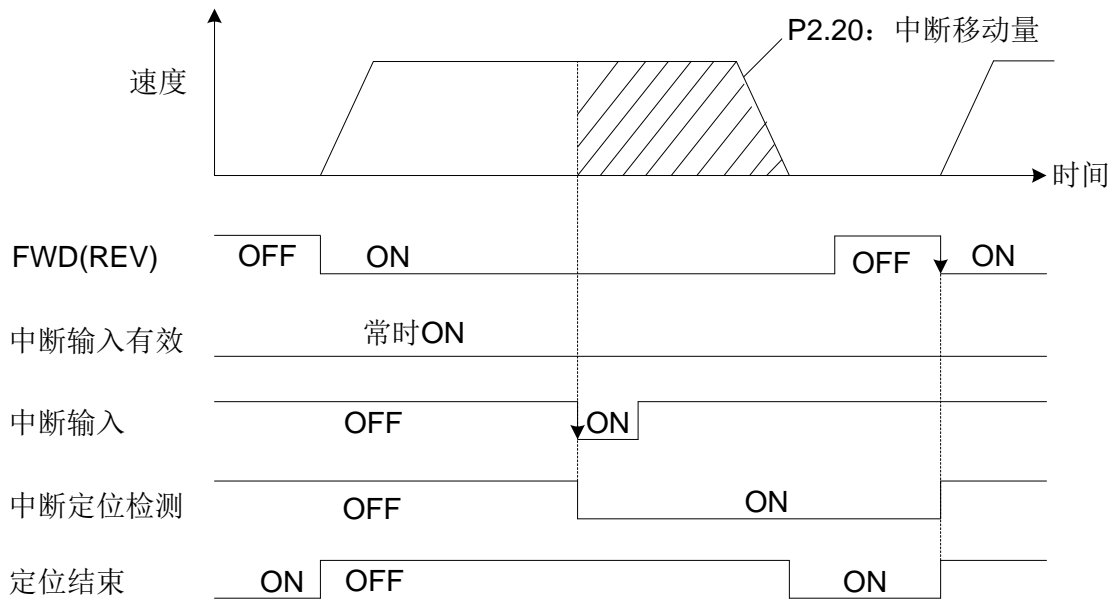 P2.20：中断移动量
速度
时间
FWD(REV) OFF ON OFF ON
中断输入有效 常时ON
中断输入 OFF ON
中断定位检测 OFF ON
定位结束 ON OFF ON